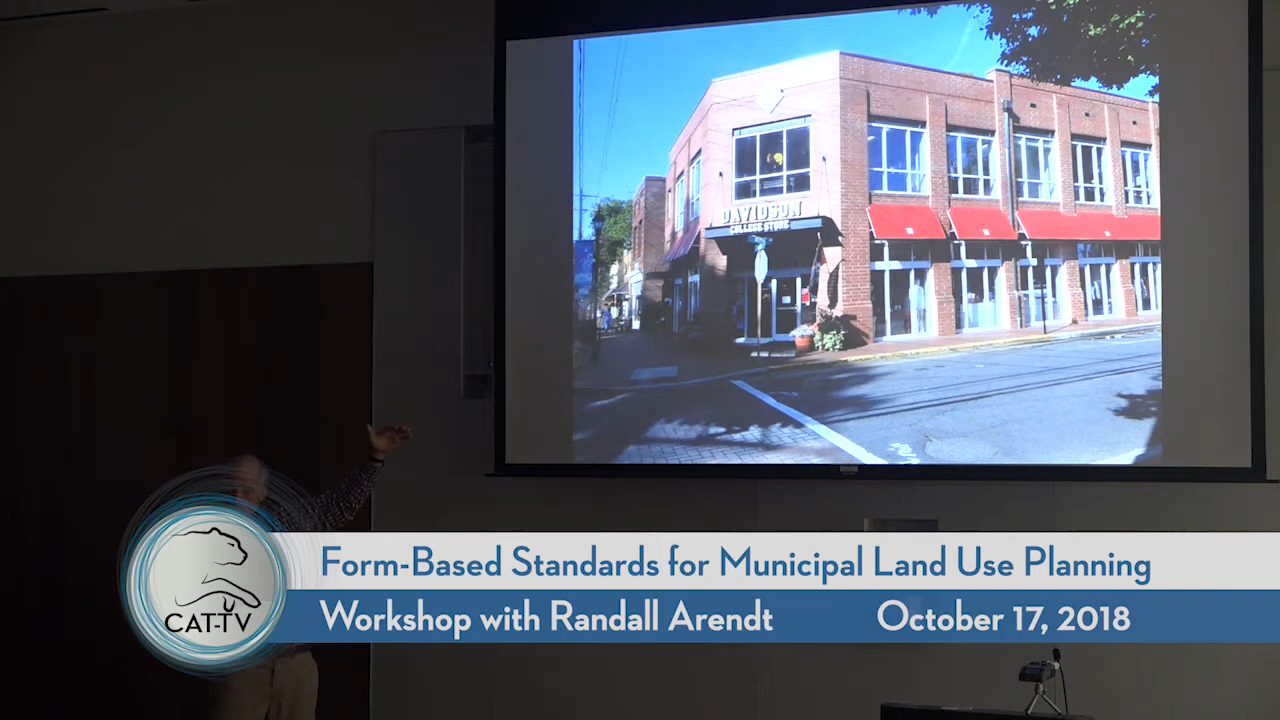 DAVIDSON
COLLEGE STORE
Form-Based Standards for Municipal Land Use Planning
Workshop with Randall Arendt October 17, 2018
CAT-TV